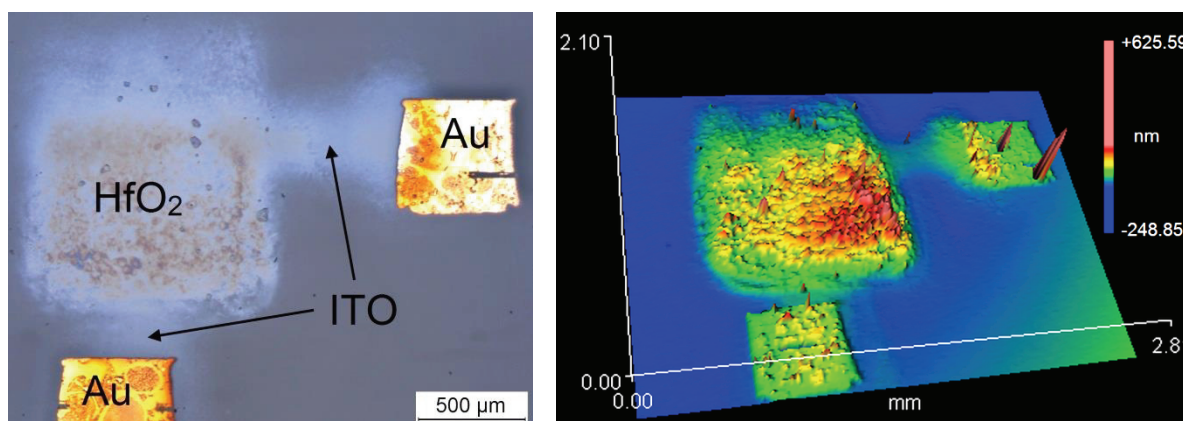 Au
HfO₂
ITO
Au
500 µm
2.10
0.00
0.00
mm
2.8
+625.59
nm
-248.85